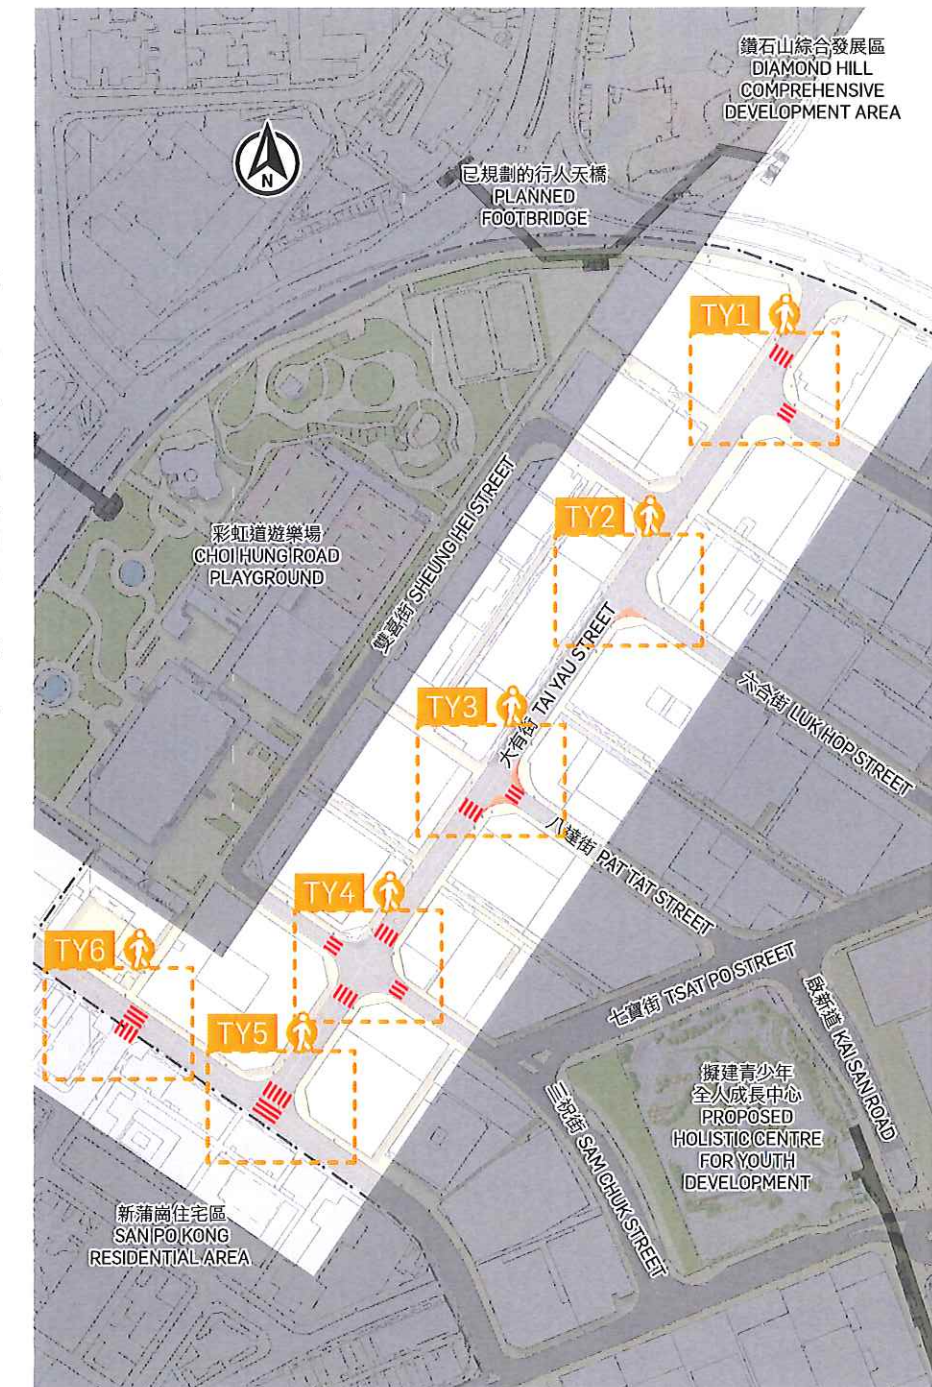 鑽石山綜合發展區
DIAMOND HILL
COMPREHENSIVE
DEVELOPMENT AREA
已規劃的行人天橋
PLANNED
FOOTBRIDGE
N
TY1
TY2
彩虹道遊樂場
CHOI HUNG ROAD
PLAYGROUND
雙喜街 SHEUNG HEI STREET
大有街 TAI YAU STREET
六合街 LUK HOP STREET
TY3
八達街 PAT TAT STREET
TY4
TY6
七寶街 TSAT PO STREET
啟新道 KAI SAN ROAD
TY5
擬建青少年
全人成長中心
PROPOSED
HOLISTIC CENTRE
FOR YOUTH
DEVELOPMENT
三祝街 SAM CHUK STREET
新蒲崗住宅區
SAN PO KONG
RESIDENTIAL AREA